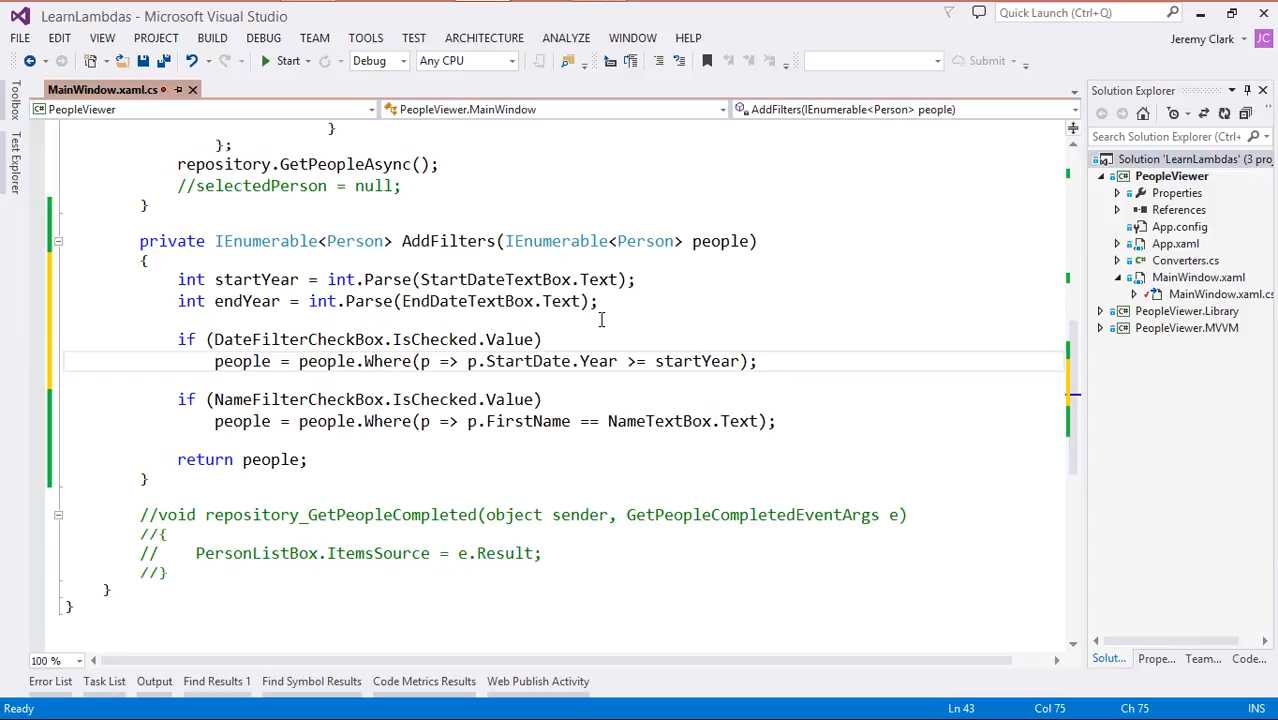 LearnLambdas - Microsoft Visual Studio
Quick Launch (Ctrl+Q)
FILE EDIT VIEW PROJECT BUILD DEBUG TEAM TOOLS TEST ARCHITECTURE ANALYZE WINDOW HELP
Jeremy Clark JC
Start Debug Any CPU Submit
MainWindow.xaml.cs
PeopleViewer PeopleViewer.MainWindow AddFilters(IEnumerable<Person> people)
Toolbox
Test Explorer
}
};
repository.GetPeopleAsync();
//selectedPerson = null;
}
private IEnumerable<Person> AddFilters(IEnumerable<Person> people)
{
int startYear = int.Parse(StartDateTextBox.Text);
int endYear = int.Parse(EndDateTextBox.Text);
if (DateFilterCheckBox.IsChecked.Value)
people = people.Where(p => p.StartDate.Year >= startYear);
if (NameFilterCheckBox.IsChecked.Value)
people = people.Where(p => p.FirstName == NameTextBox.Text);
return people;
}
//void repository_GetPeopleCompleted(object sender, GetPeopleCompletedEventArgs e)
//{
//    PersonListBox.ItemsSource = e.Result;
//}
}
}
100 %
Solution Explorer
Search Solution Explorer (Ctrl+
Solution 'LearnLambdas' (3 proj
PeopleViewer
Properties
References
App.config
App.xaml
Converters.cs
MainWindow.xaml
MainWindow.xaml.cs
PeopleViewer.Library
PeopleViewer.MVVM
Solut... Prope... Team... Code...
Error List Task List Output Find Results 1 Find Symbol Results Code Metrics Results Web Publish Activity
Ready Ln 43 Col 75 Ch 75 INS